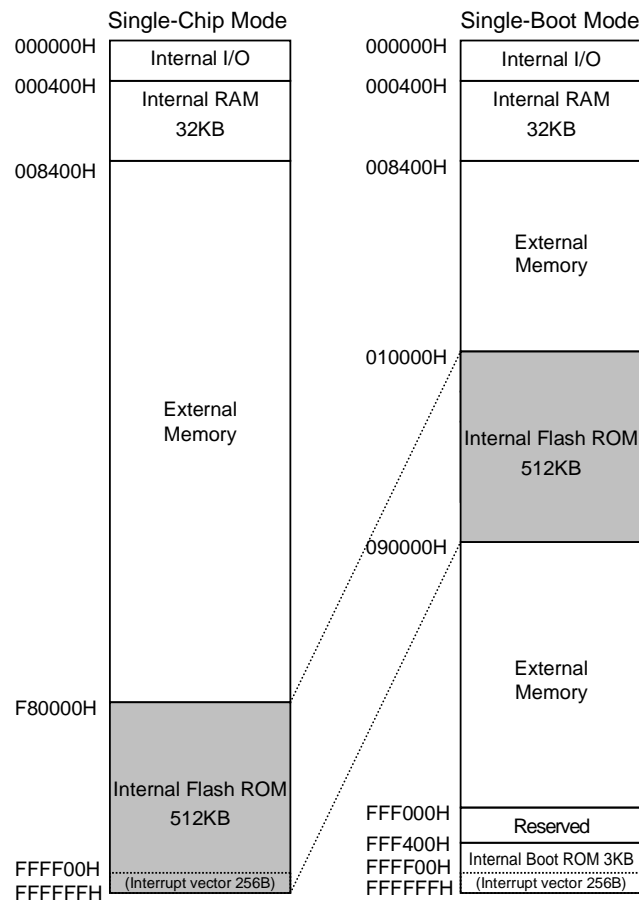 Single-Chip Mode
000000H
Internal I/O
000400H
Internal RAM
32KB
008400H
External
Memory
F80000H
Internal Flash ROM
512KB
FFFF00H
(Interrupt vector 256B)
FFFFFFH
Single-Boot Mode
000000H
Internal I/O
000400H
Internal RAM
32KB
008400H
External
Memory
010000H
Internal Flash ROM
512KB
090000H
External
Memory
FFF000H
Reserved
FFF400H
Internal Boot ROM 3KB
FFFF00H
(Interrupt vector 256B)
FFFFFFH